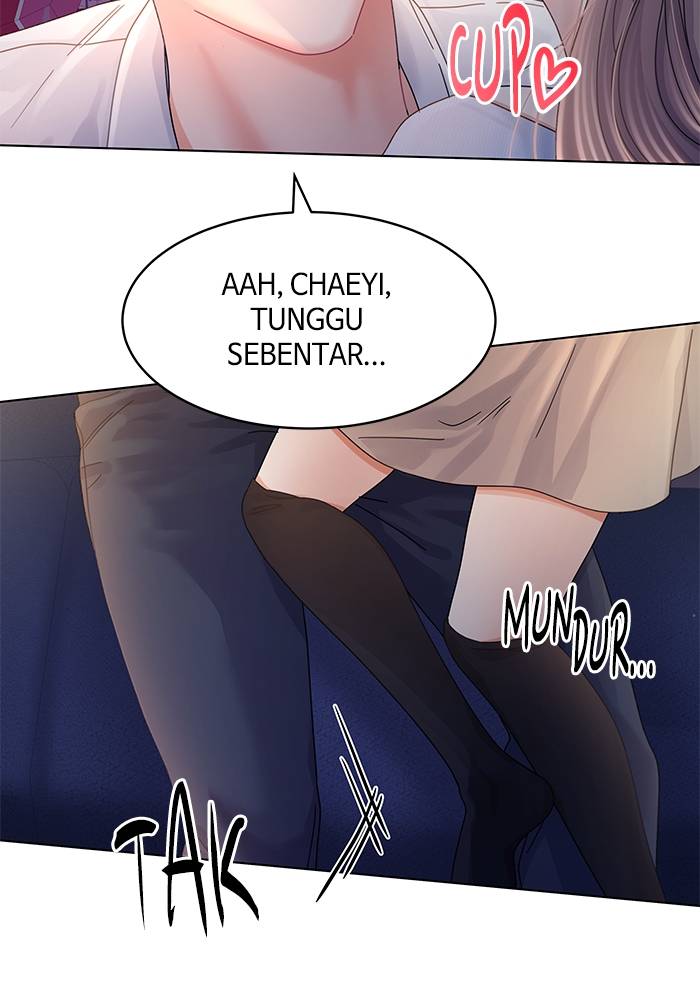 CUP♡
AAH, CHAEYI,
TUNGGU
SEBENTAR...
MUNDUR...
TAK